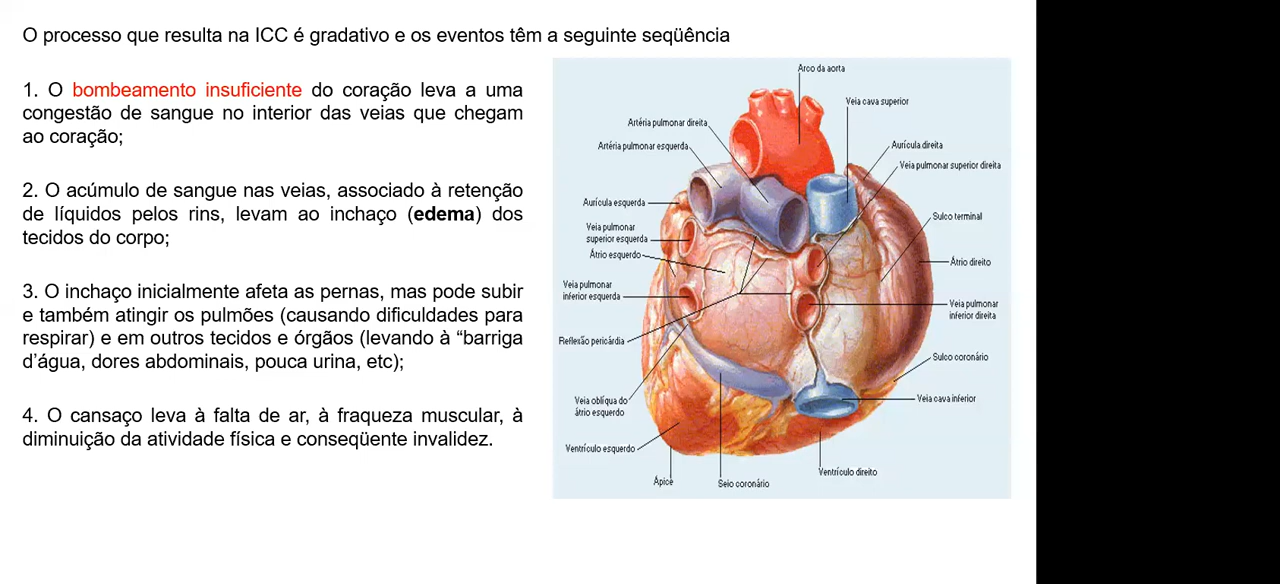 O processo que resulta na ICC é gradativo e os eventos têm a seguinte seqüência
1. O bombeamento insuficiente do coração leva a uma
congestão de sangue no interior das veias que chegam
ao coração;
2. O acúmulo de sangue nas veias, associado à retenção
de líquidos pelos rins, levam ao inchaço (edema) dos
tecidos do corpo;
3. O inchaço inicialmente afeta as pernas, mas pode subir
e também atingir os pulmões (causando dificuldades para
respirar) e em outros tecidos e órgãos (levando à “barriga
d’água, dores abdominais, pouca urina, etc);
4. O cansaço leva à falta de ar, à fraqueza muscular, à
diminuição da atividade física e conseqüente invalidez.
Arco da aorta
Veia cava superior
Artéria pulmonar direita
Artéria pulmonar esquerda
Aurícula direita
Veia pulmonar superior direita
Aurícula esquerda
Sulco terminal
Veia pulmonar
superior esquerda
Átrio esquerdo
Átrio direito
Veia pulmonar
inferior esquerda
Veia pulmonar
inferior direita
Reflexão pericárdia
Sulco coronário
Veia oblíqua do
átrio esquerdo
Veia cava inferior
Ventrículo esquerdo
Ventrículo direito
Ápice
Seio coronário